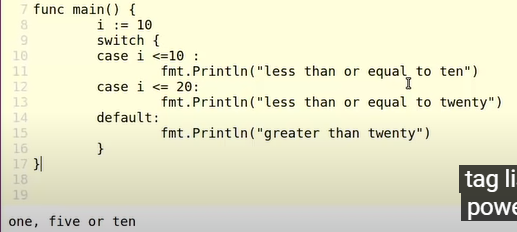 7 func main() {
8 i := 10
9 switch {
10 case i <=10 :
11 fmt.Println("less than or equal to ten")
12 case i <= 20:
13 fmt.Println("less than or equal to twenty")
14 default:
15 fmt.Println("greater than twenty")
16 }
17 }
18
19
tag li
powe
one, five or ten